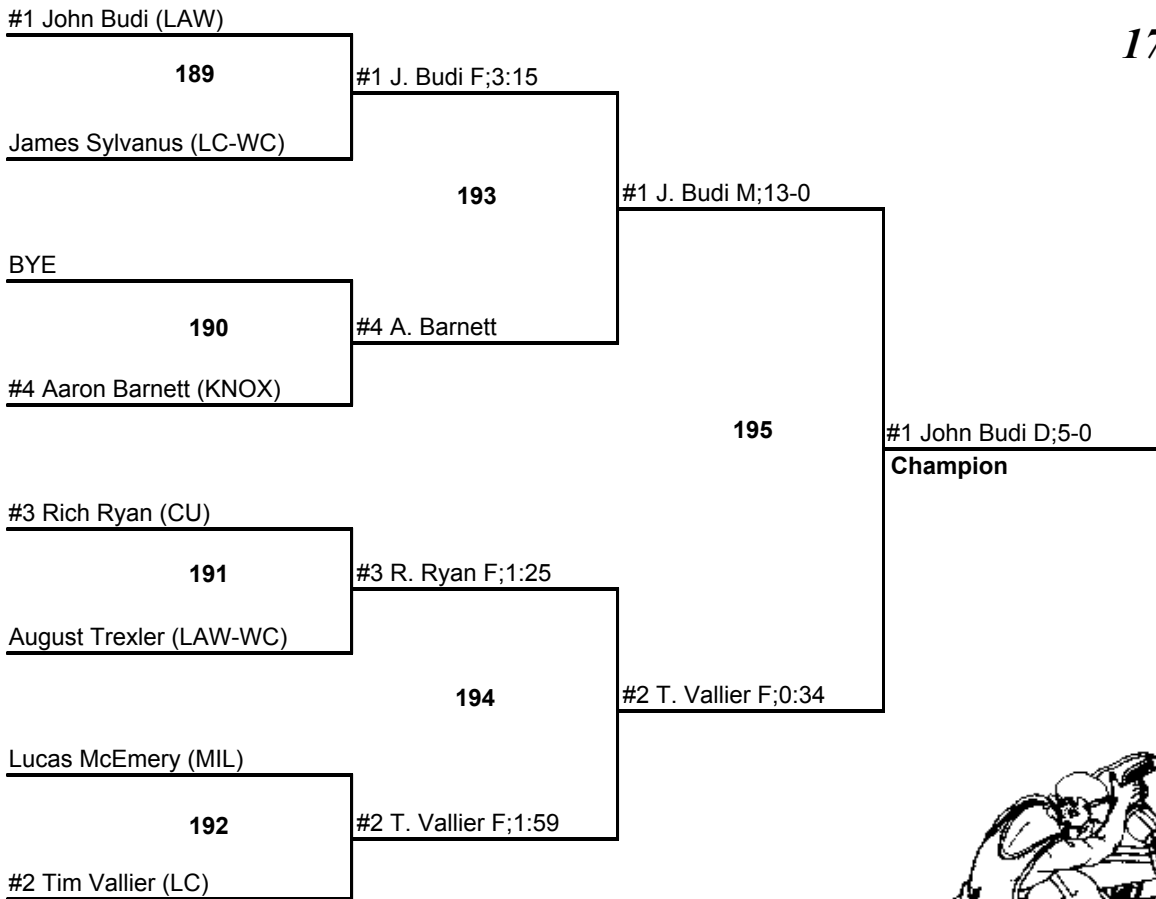 #1 John Budi (LAW)
17
189
#1 J. Budi F;3:15
James Sylvanus (LC-WC)
193
#1 J. Budi M;13-0
BYE
190
#4 A. Barnett
#4 Aaron Barnett (KNOX)
195
#1 John Budi D;5-0
Champion
#3 Rich Ryan (CU)
191
#3 R. Ryan F;1:25
August Trexler (LAW-WC)
194
#2 T. Vallier F;0:34
Lucas McEmery (MIL)
192
#2 T. Vallier F;1:59
#2 Tim Vallier (LC)